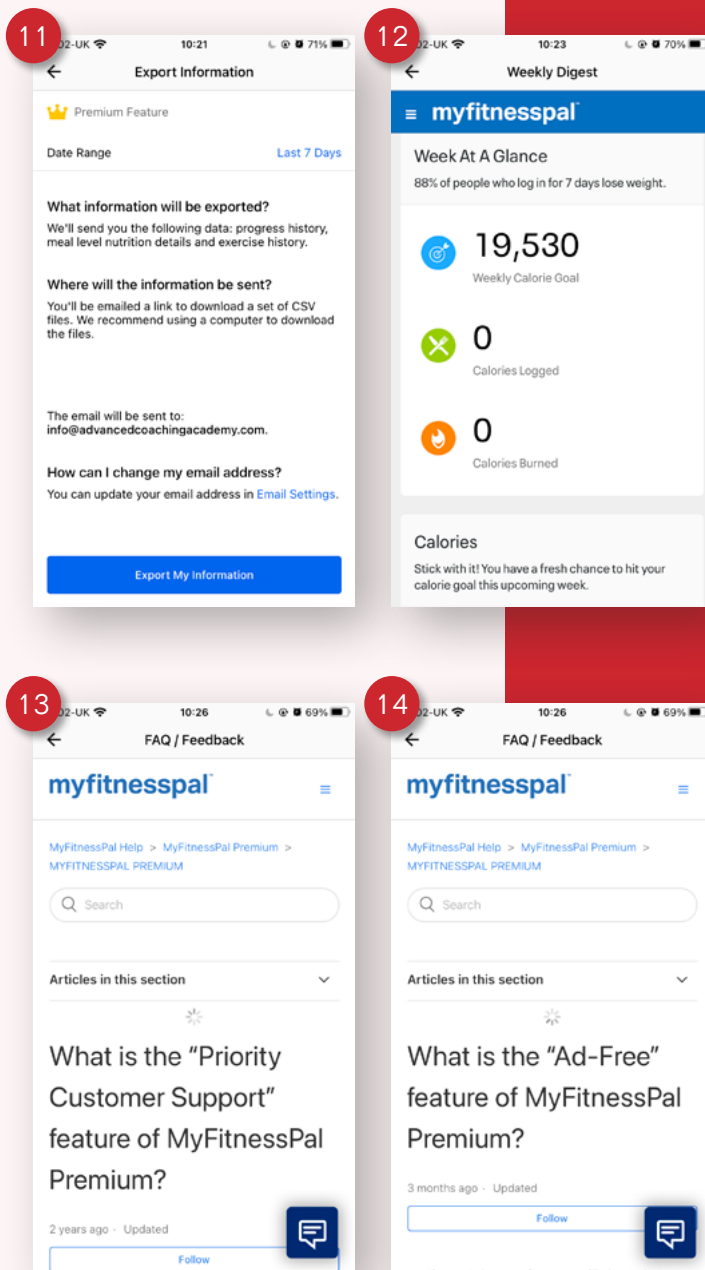 11
O2-UK 10:21 71%
Export Information
Premium Feature
Date Range Last 7 Days
What information will be exported?
We'll send you the following data: progress history,
meal level nutrition details and exercise history.
Where will the information be sent?
You'll be emailed a link to download a set of CSV
files. We recommend using a computer to download
the files.
The email will be sent to:
info@advancedcoachingacademy.com.
How can I change my email address?
You can update your email address in Email Settings.
Export My Information
12
2-UK 10:23 70%
Weekly Digest
myfitnesspal
Week At A Glance
88% of people who log in for 7 days lose weight.
19,530
Weekly Calorie Goal
0
Calories Logged
0
Calories Burned
Calories
Stick with it! You have a fresh chance to hit your
calorie goal this upcoming week.
13
O2-UK 10:26 69%
FAQ / Feedback
myfitnesspal
MyFitnessPal Help > MyFitnessPal Premium >
MYFITNESSPAL PREMIUM
Search
Articles in this section
What is the “Priority
Customer Support”
feature of MyFitnessPal
Premium?
2 years ago · Updated
Follow
14
2-UK 10:26 69%
FAQ / Feedback
myfitnesspal
MyFitnessPal Help > MyFitnessPal Premium >
MYFITNESSPAL PREMIUM
Search
Articles in this section
What is the “Ad-Free”
feature of MyFitnessPal
Premium?
3 months ago · Updated
Follow